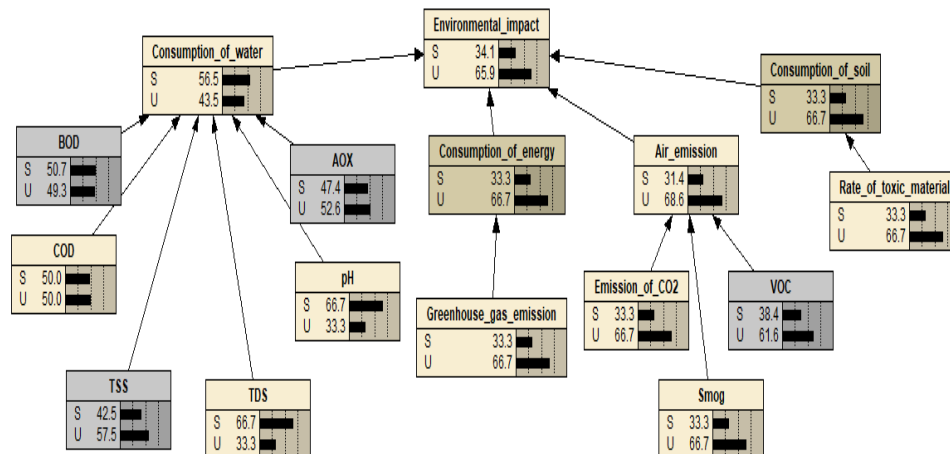 Environmental_impact
S 34.1
U 65.9
Consumption_of_water
S 56.5
U 43.5
Consumption_of_soil
S 33.3
U 66.7
BOD
S 50.7
U 49.3
AOX
S 47.4
U 52.6
Consumption_of_energy
S 33.3
U 66.7
Air_emission
S 31.4
U 68.6
Rate_of_toxic_material
S 33.3
U 66.7
COD
S 50.0
U 50.0
pH
S 66.7
U 33.3
Greenhouse_gas_emission
S 33.3
U 66.7
Emission_of_CO2
S 33.3
U 66.7
VOC
S 38.4
U 61.6
TSS
S 42.5
U 57.5
TDS
S 66.7
U 33.3
Smog
S 33.3
U 66.7